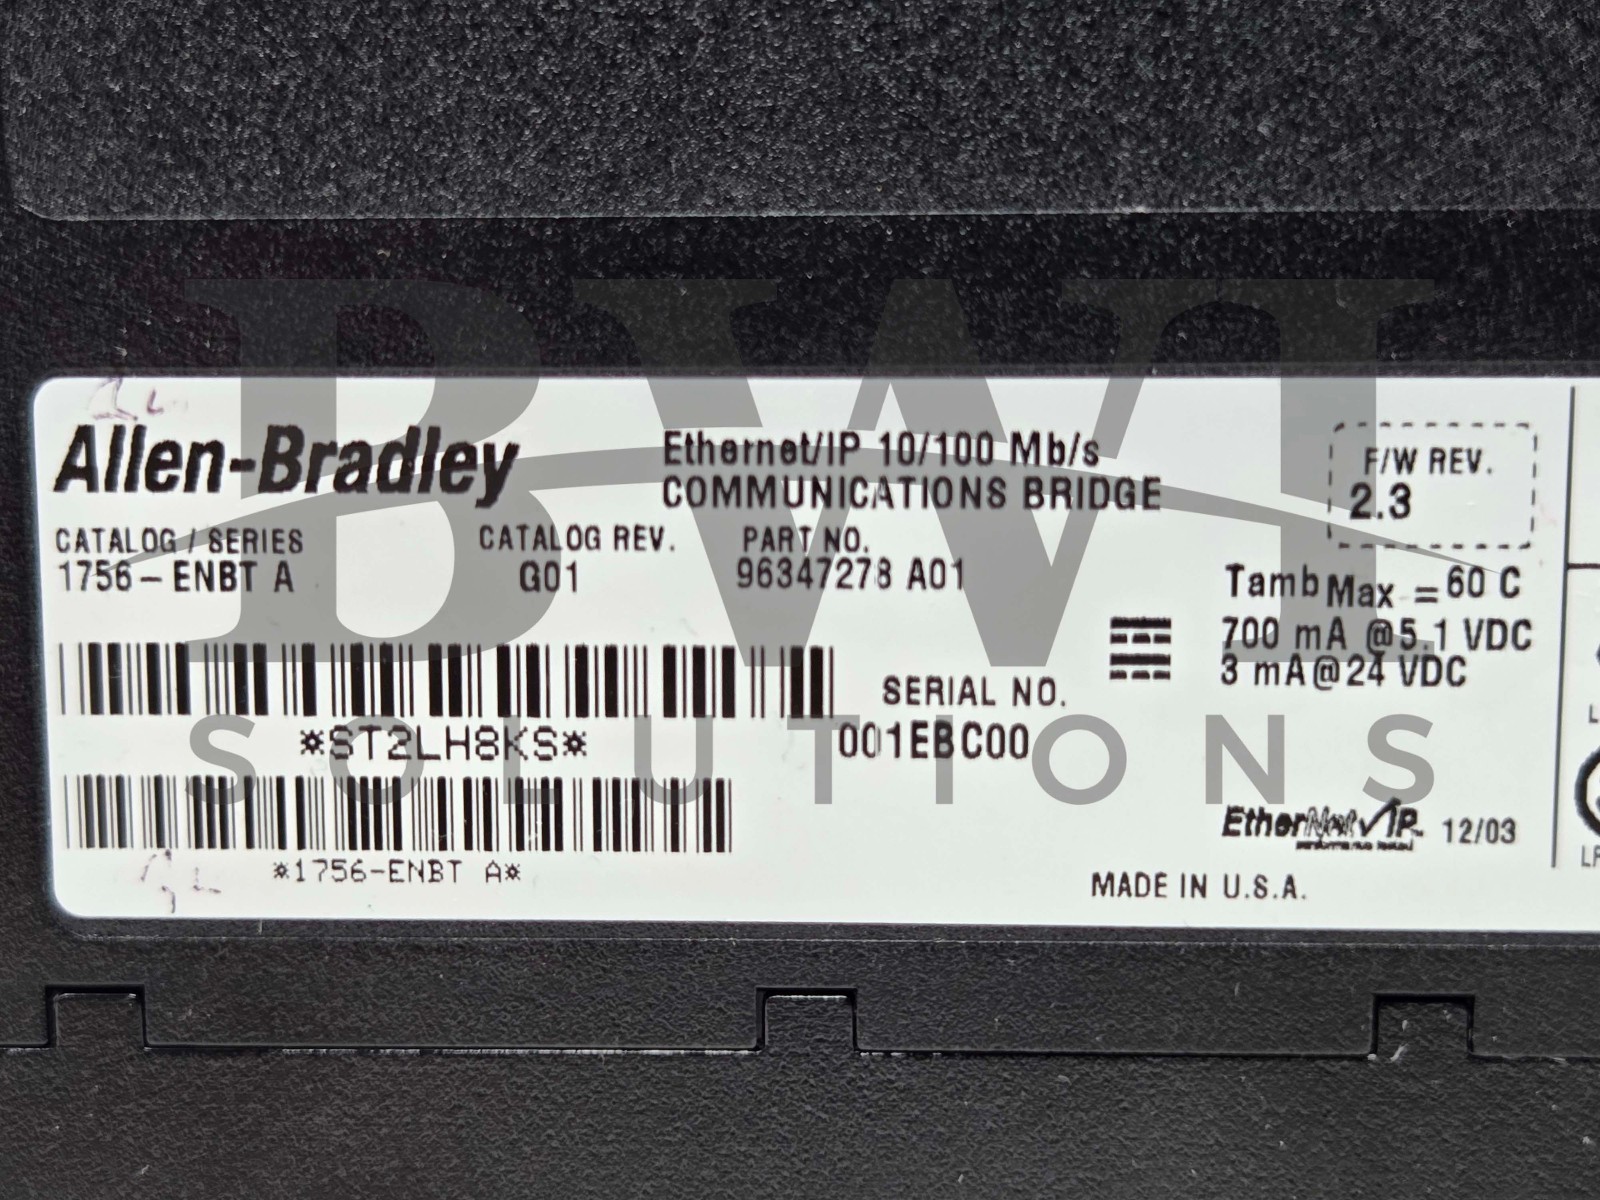 BWI
SOLUTIONS
Allen-Bradley
Ethernet/IP 10/100 Mb/s
COMMUNICATIONS BRIDGE
F/W REV.
2.3
CATALOG / SERIES
1756-ENBT A
CATALOG REV.
G01
PART NO.
96347278 A01
Tamb Max = 60 C
700 mA @5.1 VDC
3 mA@24 VDC
*ST2LH8KS*
SERIAL NO.
001EBC00
*1756-ENBT A*
EtherNet/IP 12/03
MADE IN U.S.A.